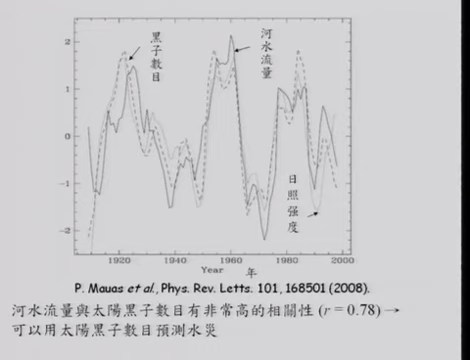 黑子數目
河水流量
日照强度
2
1
0
-1
-2
1920
1940
1960
1980
2000
Year 年
P. Mauas et al., Phys. Rev. Letts. 101, 168501 (2008).
河水流量與太陽黑子數目有非常高的相關性 (r = 0.78) →
可以用太陽黑子數目預測水災